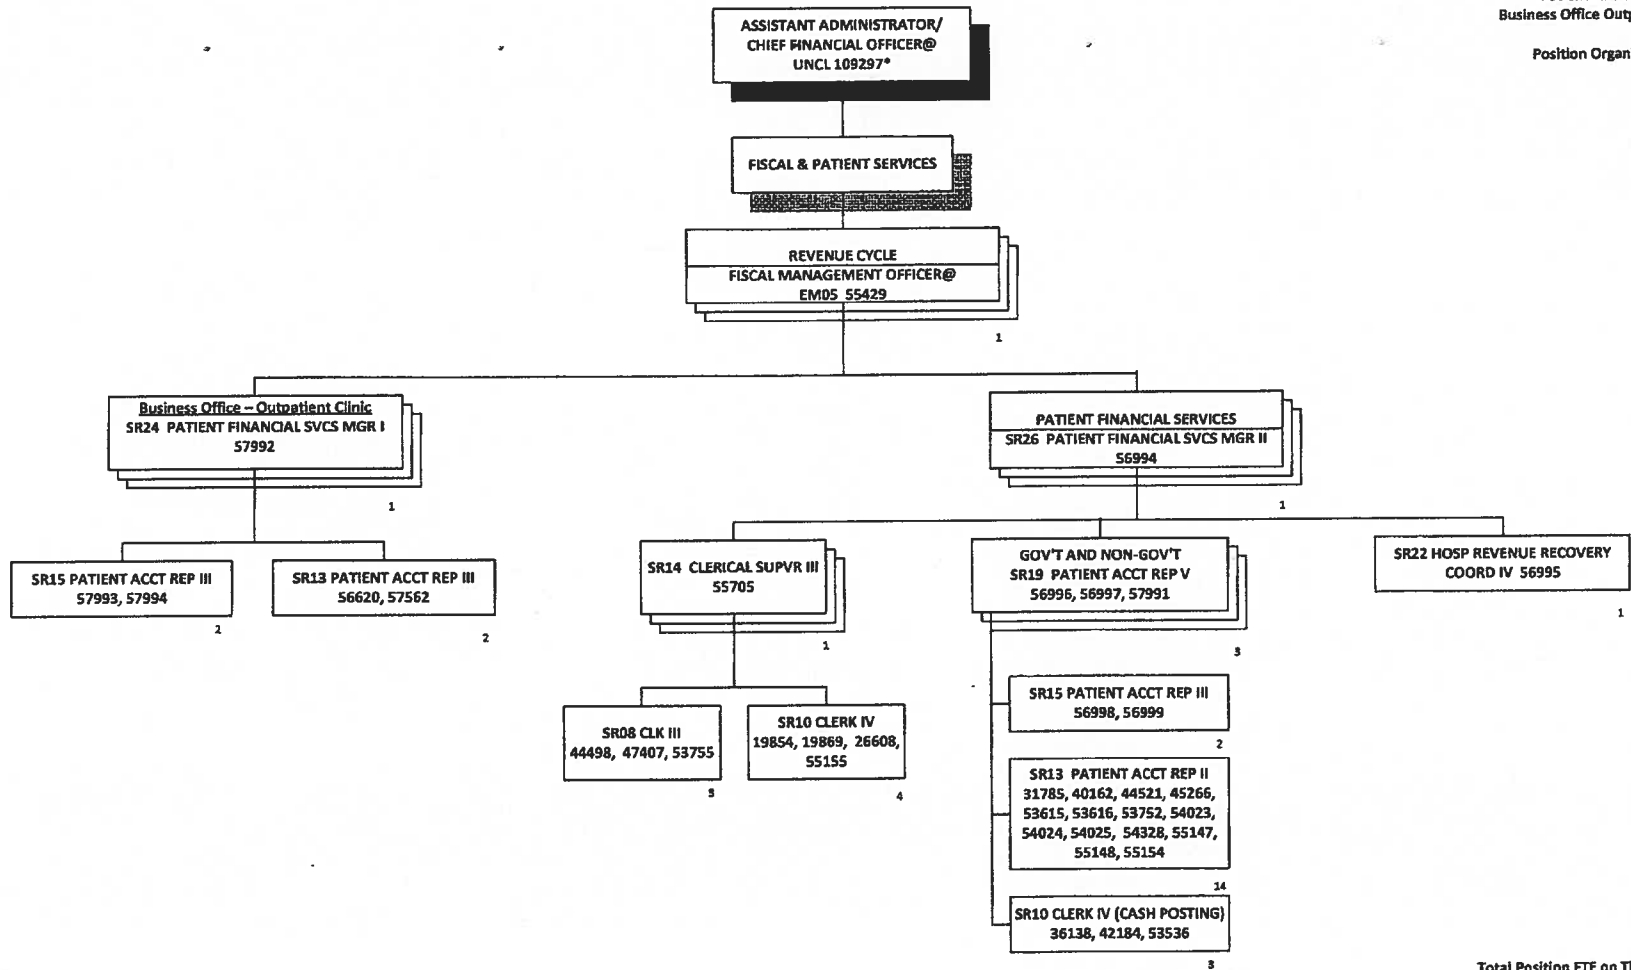 Business Office Outp
Position Organ
ASSISTANT ADMINISTRATOR/
CHIEF FINANCIAL OFFICER@
UNCL 109297*
FISCAL & PATIENT SERVICES
REVENUE CYCLE
FISCAL MANAGEMENT OFFICER@
EM05 55429
1
Business Office – Outpatient Clinic
SR24 PATIENT FINANCIAL SVCS MGR I
57992
1
PATIENT FINANCIAL SERVICES
SR26 PATIENT FINANCIAL SVCS MGR II
56994
1
SR15 PATIENT ACCT REP III
57993, 57994
2
SR13 PATIENT ACCT REP III
56620, 57562
2
SR14 CLERICAL SUPVR III
55705
1
GOV'T AND NON-GOV'T
SR19 PATIENT ACCT REP V
56996, 56997, 57991
3
SR22 HOSP REVENUE RECOVERY
COORD IV 56995
1
SR08 CLK III
44498, 47407, 53755
3
SR10 CLERK IV
19854, 19869, 26608,
55155
4
SR15 PATIENT ACCT REP III
56998, 56999
2
SR13 PATIENT ACCT REP II
31785, 40162, 44521, 45266,
53615, 53616, 53752, 54023,
54024, 54025, 54328, 55147,
55148, 55154
14
SR10 CLERK IV (CASH POSTING)
36138, 42184, 53536
3
Total Position FTE on Th